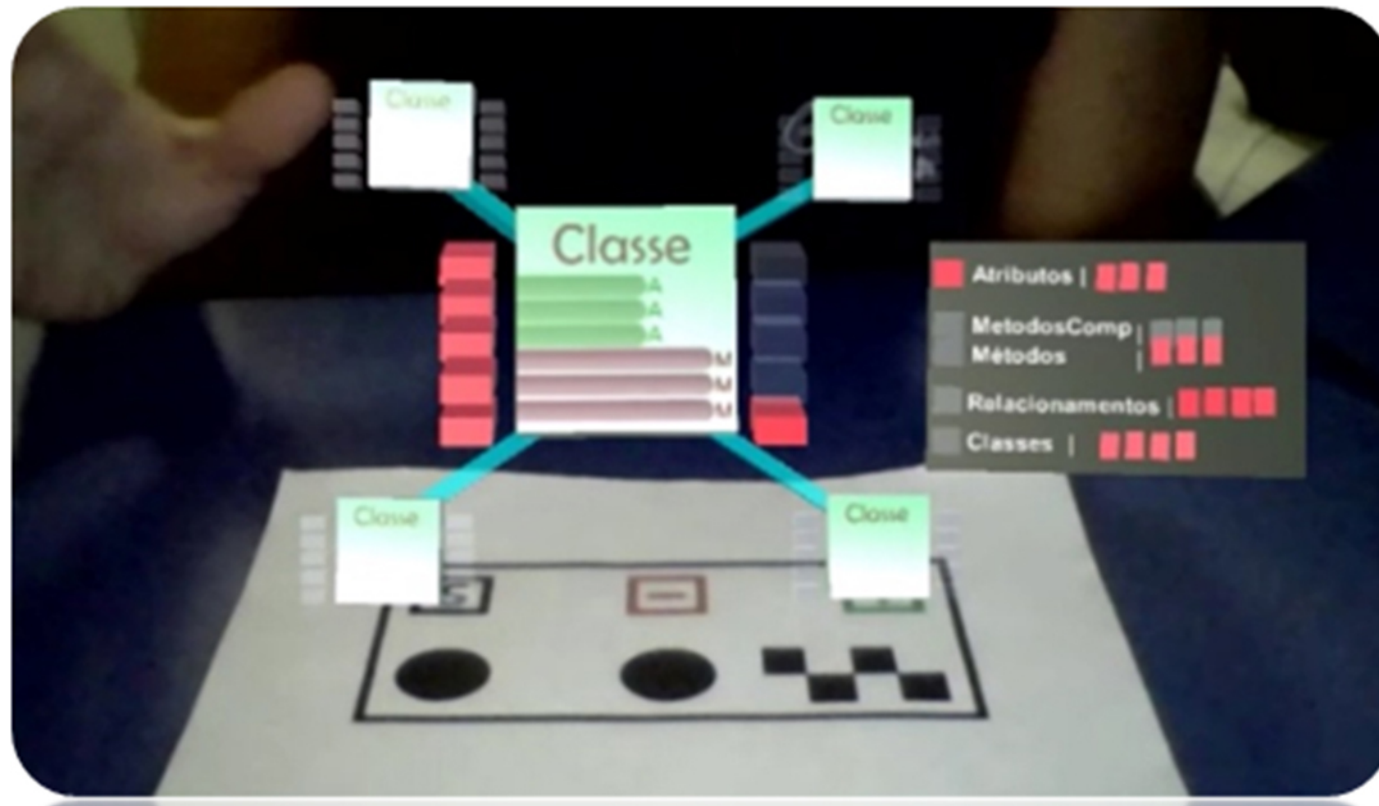 Classe
Classe
Classe
A
A
A
M
M
M
Atributos |
MetodosComp |
Métodos |
Relacionamentos |
Classes |
Classe
Classe